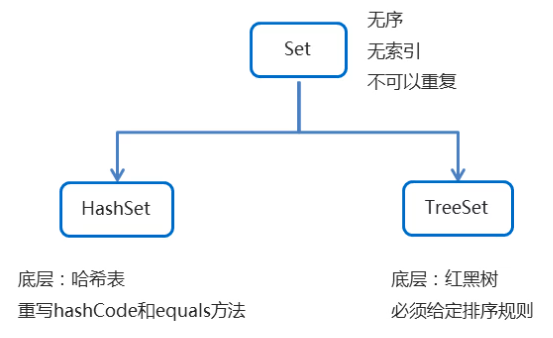 Set
无序
无索引
不可以重复
HashSet
TreeSet
底层：哈希表
重写hashCode和equals方法
底层：红黑树
必须给定排序规则